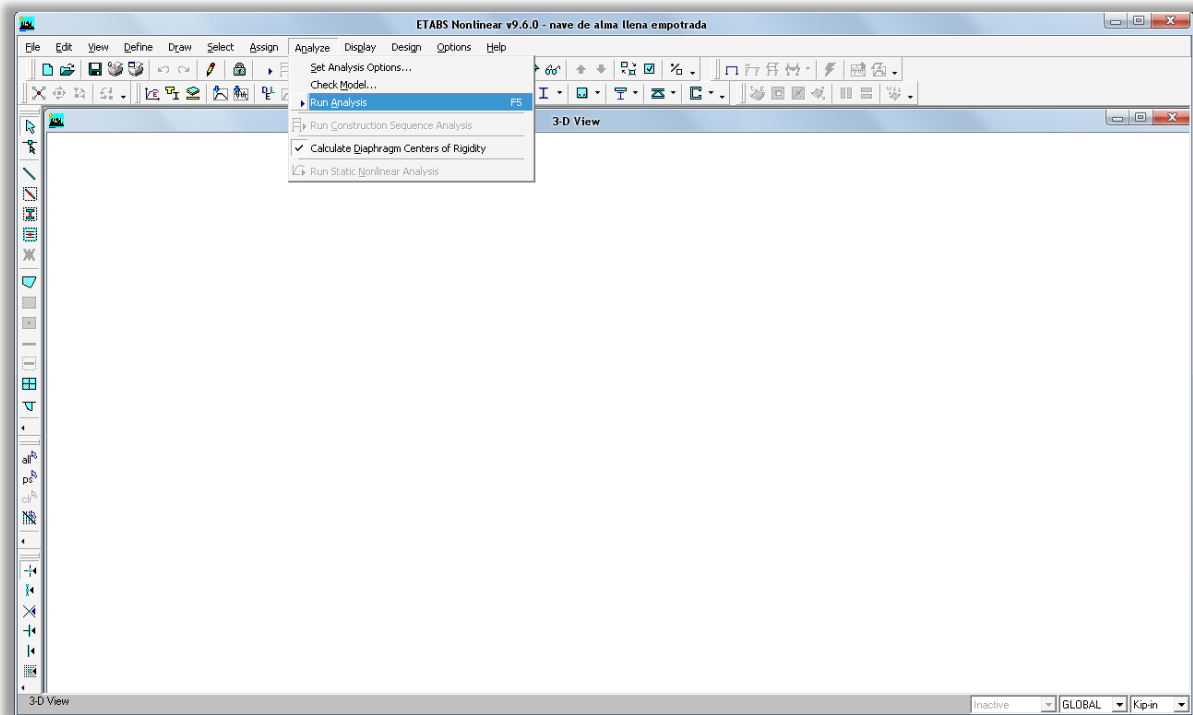 ETABS Nonlinear v9.6.0 - nave de alma llena empotrada
File Edit View Define Draw Select Assign Analyze Display Design Options Help
Set Analysis Options...
Check Model...
Run Analysis F5
Run Construction Sequence Analysis
Calculate Diaphragm Centers of Rigidity
Run Static Nonlinear Analysis
3-D View
all
ps
clr
3-D View
Inactive GLOBAL Kip-in